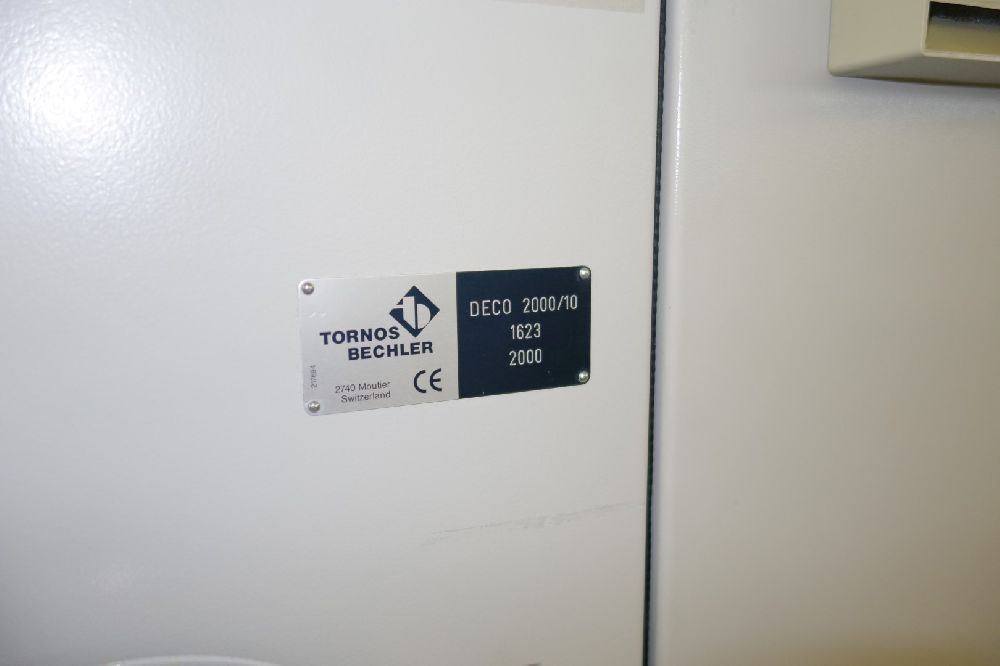 TORNOS
BECHLER
2740 Moutier
Switzerland
CE
DECO 2000/10
1623
2000